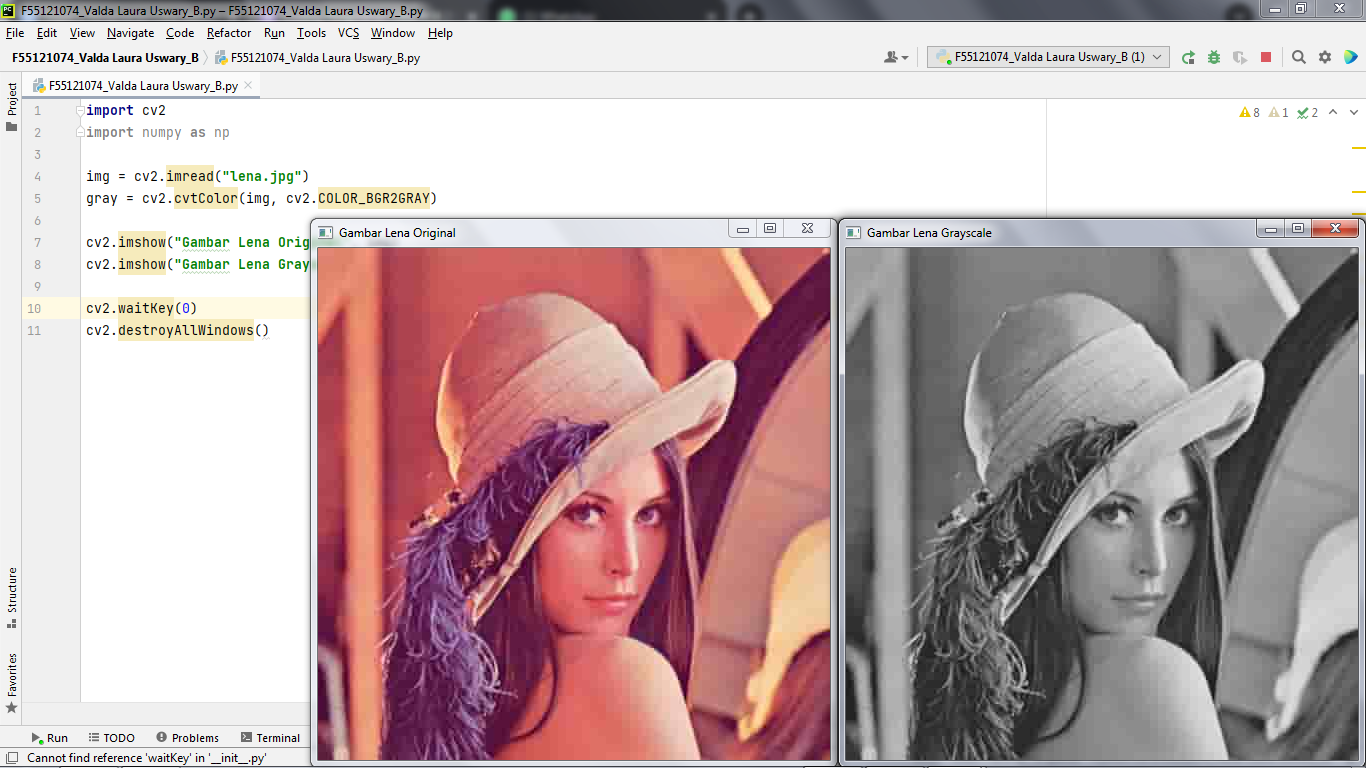 F55121074_Valda Laura Uswary_B.py – F55121074_Valda Laura Uswary_B.py
File Edit View Navigate Code Refactor Run Tools VCS Window Help
F55121074_Valda Laura Uswary_B F55121074_Valda Laura Uswary_B.py F55121074_Valda Laura Uswary_B (1)
Project
F55121074_Valda Laura Uswary_B.py
8 1 2
1 import cv2
2 import numpy as np
3
4 img = cv2.imread("lena.jpg")
5 gray = cv2.cvtColor(img, cv2.COLOR_BGR2GRAY)
6
7 cv2.imshow("Gambar Lena Orig
8 cv2.imshow("Gambar Lena Gray
9
10 cv2.waitKey(0)
11 cv2.destroyAllWindows()
Gambar Lena Original
Gambar Lena Grayscale
Structure
Favorites
Run TODO Problems Terminal
Cannot find reference 'waitKey' in '__init__.py'